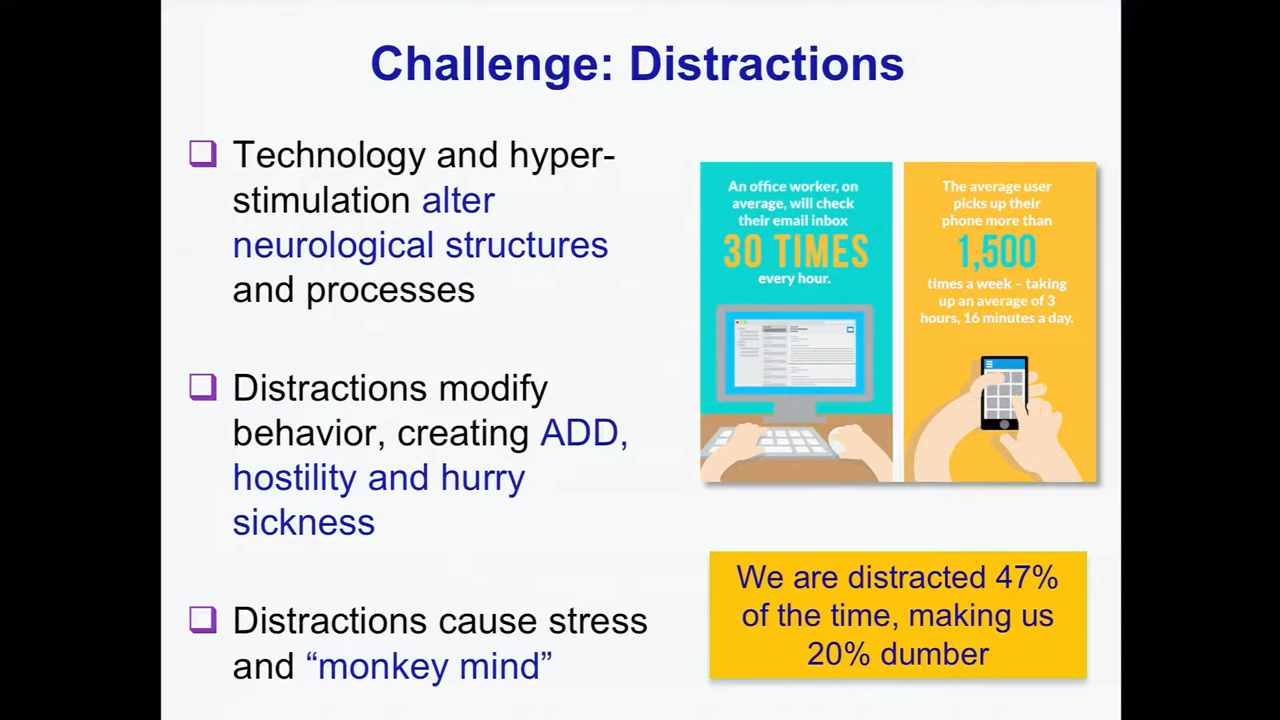 Challenge: Distractions
Technology and hyper-
stimulation alter
neurological structures
and processes
Distractions modify
behavior, creating ADD,
hostility and hurry
sickness
Distractions cause stress
and “monkey mind”
An office worker, on
average, will check
their email inbox
30 TIMES
every hour.
The average user
picks up their
phone more than
1,500
times a week – taking
up an average of 3
hours, 16 minutes a day.
We are distracted 47%
of the time, making us
20% dumber